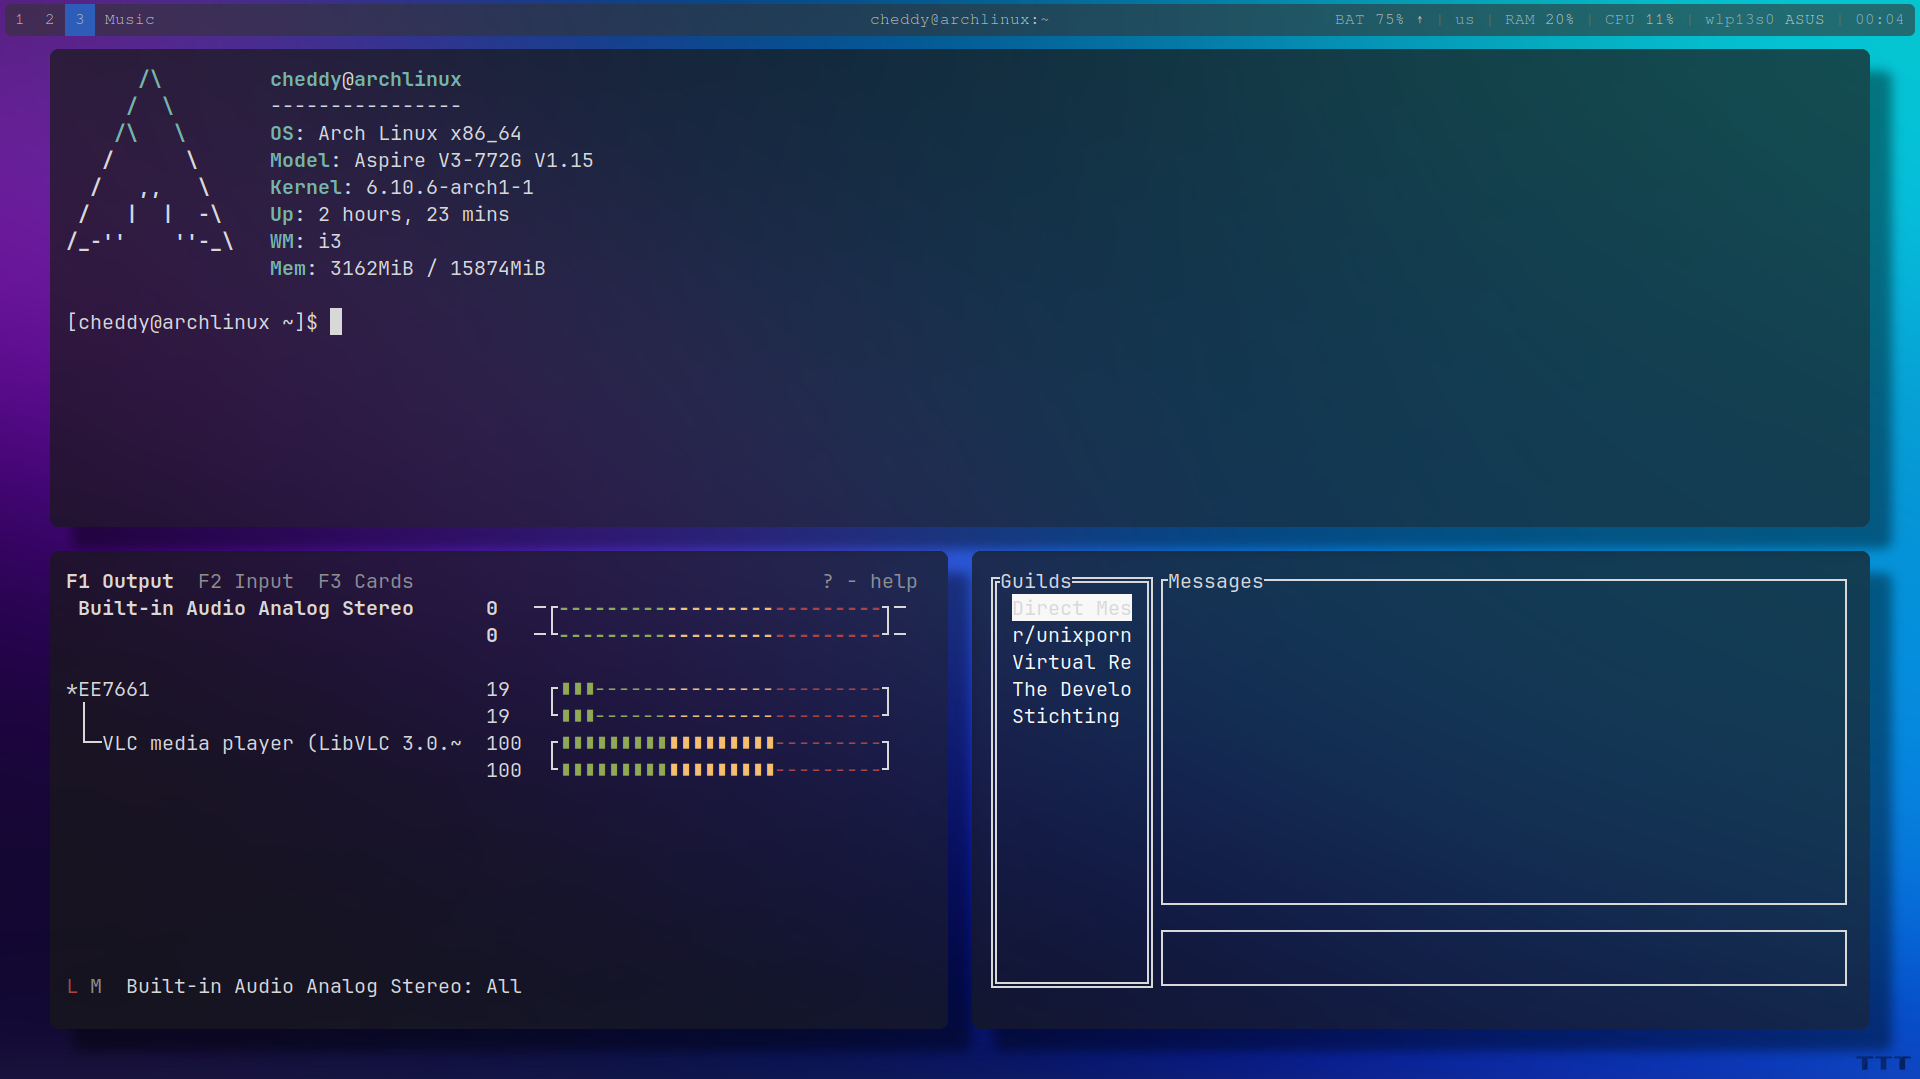 1 2 3 Music cheddy@archlinux:~ BAT 75% ↑ | us | RAM 20% | CPU 11% | wlp13s0 ASUS | 00:04
cheddy@archlinux
----------------
OS: Arch Linux x86_64
Model: Aspire V3-772G V1.15
Kernel: 6.10.6-arch1-1
Up: 2 hours, 23 mins
WM: i3
Mem: 3162MiB / 15874MiB
[cheddy@archlinux ~]$
F1 Output F2 Input F3 Cards ? - help
Built-in Audio Analog Stereo 0
0
*EE7661 19
19
VLC media player (LibVLC 3.0.~ 100
100
L M Built-in Audio Analog Stereo: All
Guilds
Direct Mes
r/unixporn
Virtual Re
The Develo
Stichting
Messages
TTT